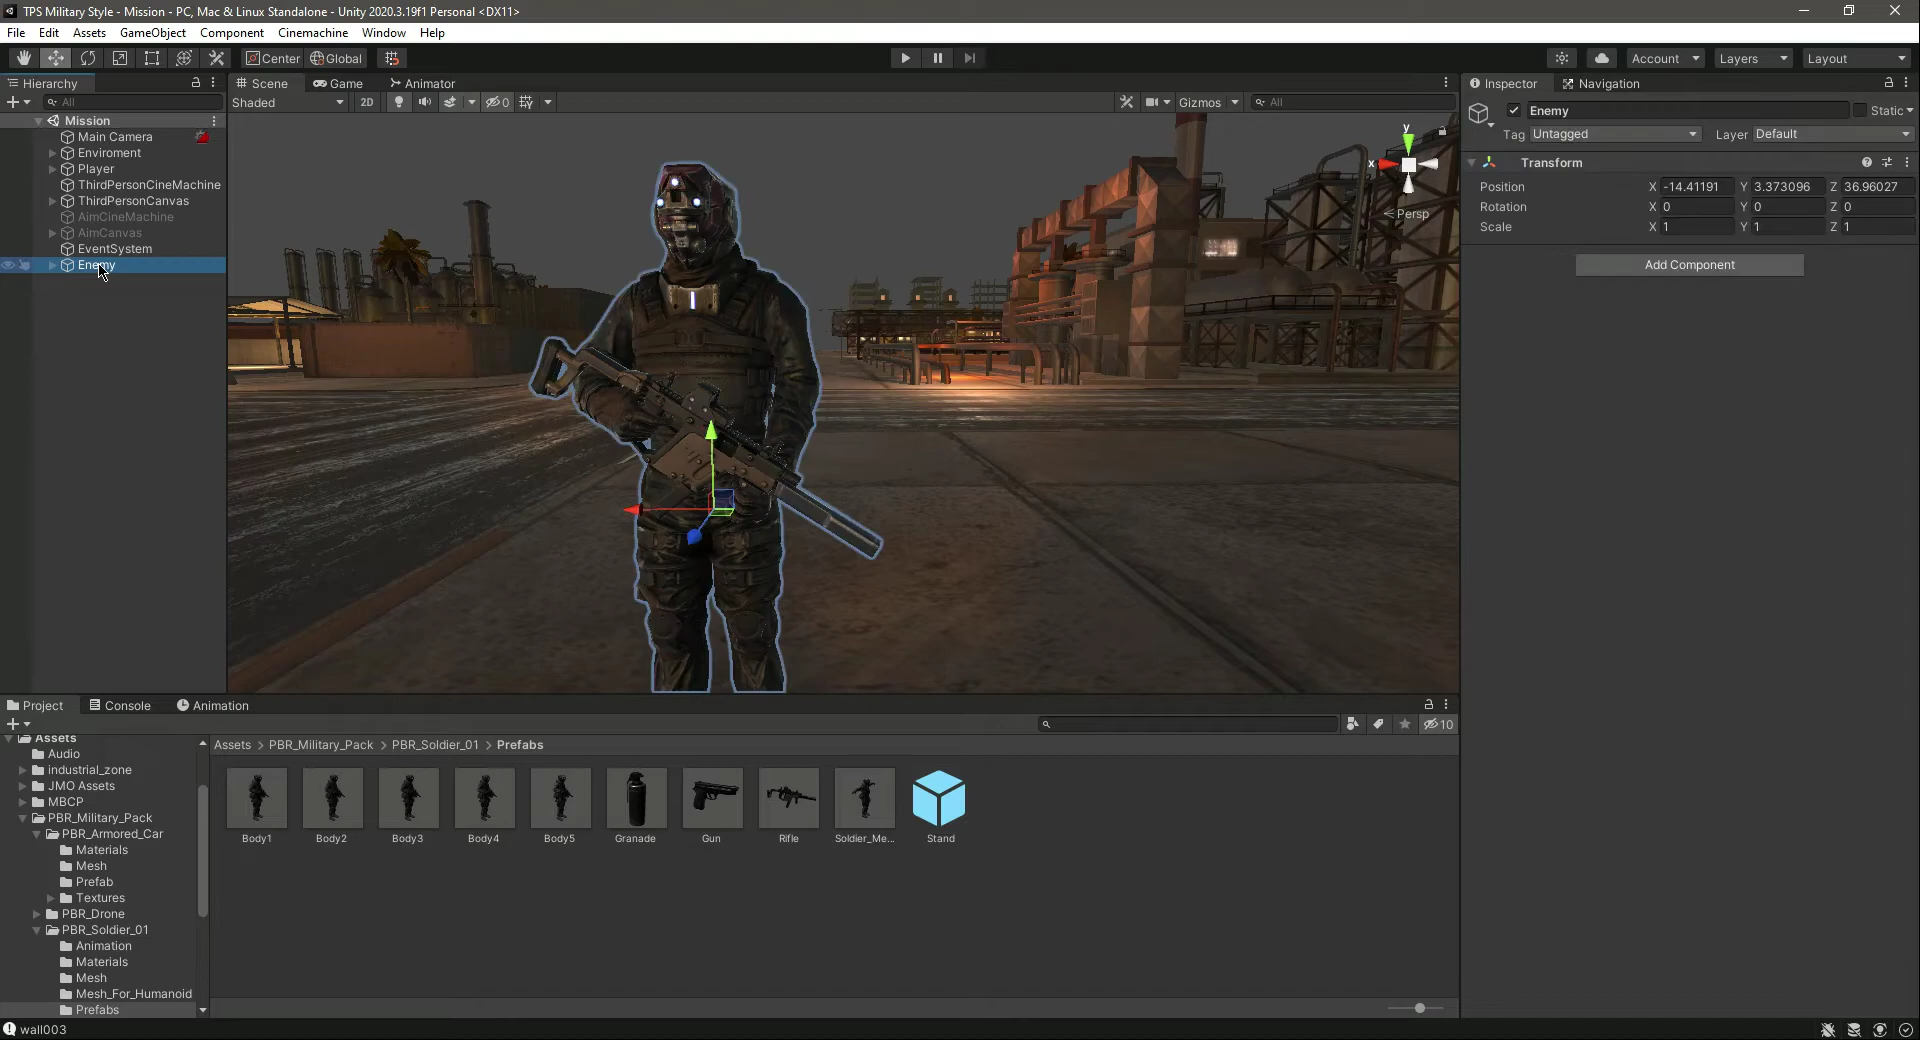 TPS Military Style - Mission - PC, Mac & Linux Standalone - Unity 2020.3.19f1 Personal <DX11>
File Edit Assets GameObject Component Cinemachine Window Help
Center Global Account Layers Layout
Hierarchy
All
Mission
Main Camera
Enviroment
Player
ThirdPersonCineMachine
ThirdPersonCanvas
AimCineMachine
AimCanvas
EventSystem
Enemy
Scene Game Animator
Shaded 2D 0 Gizmos All
y
x
Persp
Inspector Navigation
Enemy Static
Tag Untagged Layer Default
Transform
Position X -14.41191 Y 3.373096 Z 36.96027
Rotation X 0 Y 0 Z 0
Scale X 1 Y 1 Z 1
Add Component
Project Console Animation
10
Assets
Audio
industrial_zone
JMO Assets
MBCP
PBR_Military_Pack
PBR_Armored_Car
Materials
Mesh
Prefab
Textures
PBR_Drone
PBR_Soldier_01
Animation
Materials
Mesh
Mesh_For_Humanoid
Prefabs
Assets > PBR_Military_Pack > PBR_Soldier_01 > Prefabs
Body1 Body2 Body3 Body4 Body5 Granade Gun Rifle Soldier_Me... Stand
wall003